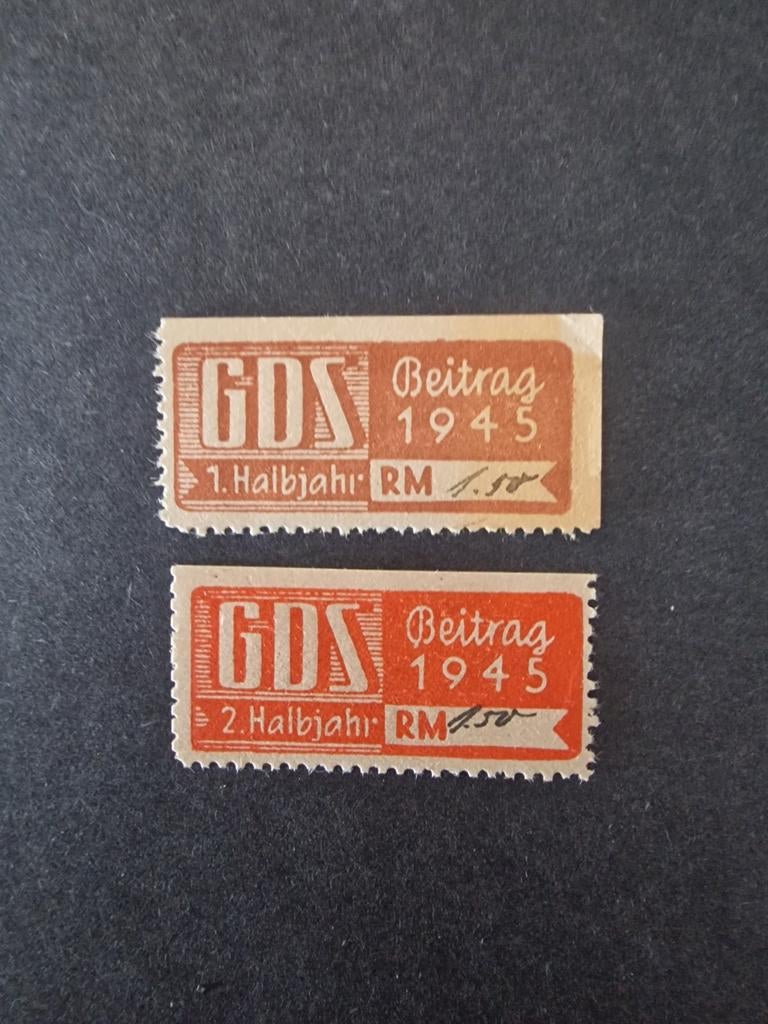 GDS
Beitrag
1945
1. Halbjahr
RM 1.50
GDS
Beitrag
1945
2. Halbjahr
RM 1.50